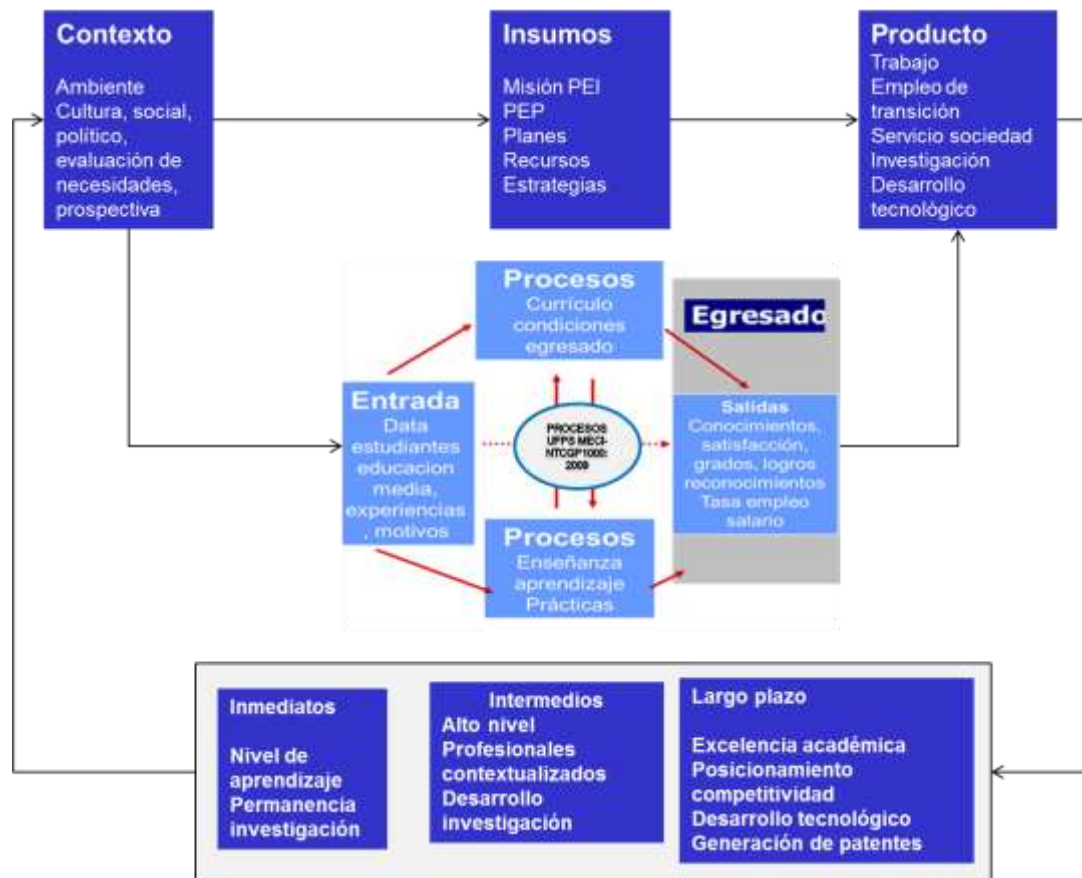 Contexto
Ambiente
Cultura, social,
político,
evaluación de
necesidades,
prospectiva
Insumos
Misión PEI
PEP
Planes
Recursos
Estrategias
Producto
Trabajo
Empleo de
transición
Servicio sociedad
Investigación
Desarrollo
tecnológico
Procesos
Currículo
condiciones
egresado
Egresado
Entrada
Data
estudiantes
educacion
media,
experiencias
, motivos
PROCESOS
UFPS MECI-
NTCGP1000:
2009
Salidas
Conocimientos,
satisfacción,
grados, logros
reconocimientos
Tasa empleo
salario
Procesos
Enseñanza
aprendizaje
Prácticas
Inmediatos
Nivel de
aprendizaje
Permanencia
investigación
Intermedios
Alto nivel
Profesionales
contextualizados
Desarrollo
investigación
Largo plazo
Excelencia académica
Posicionamiento
competitividad
Desarrollo tecnológico
Generación de patentes